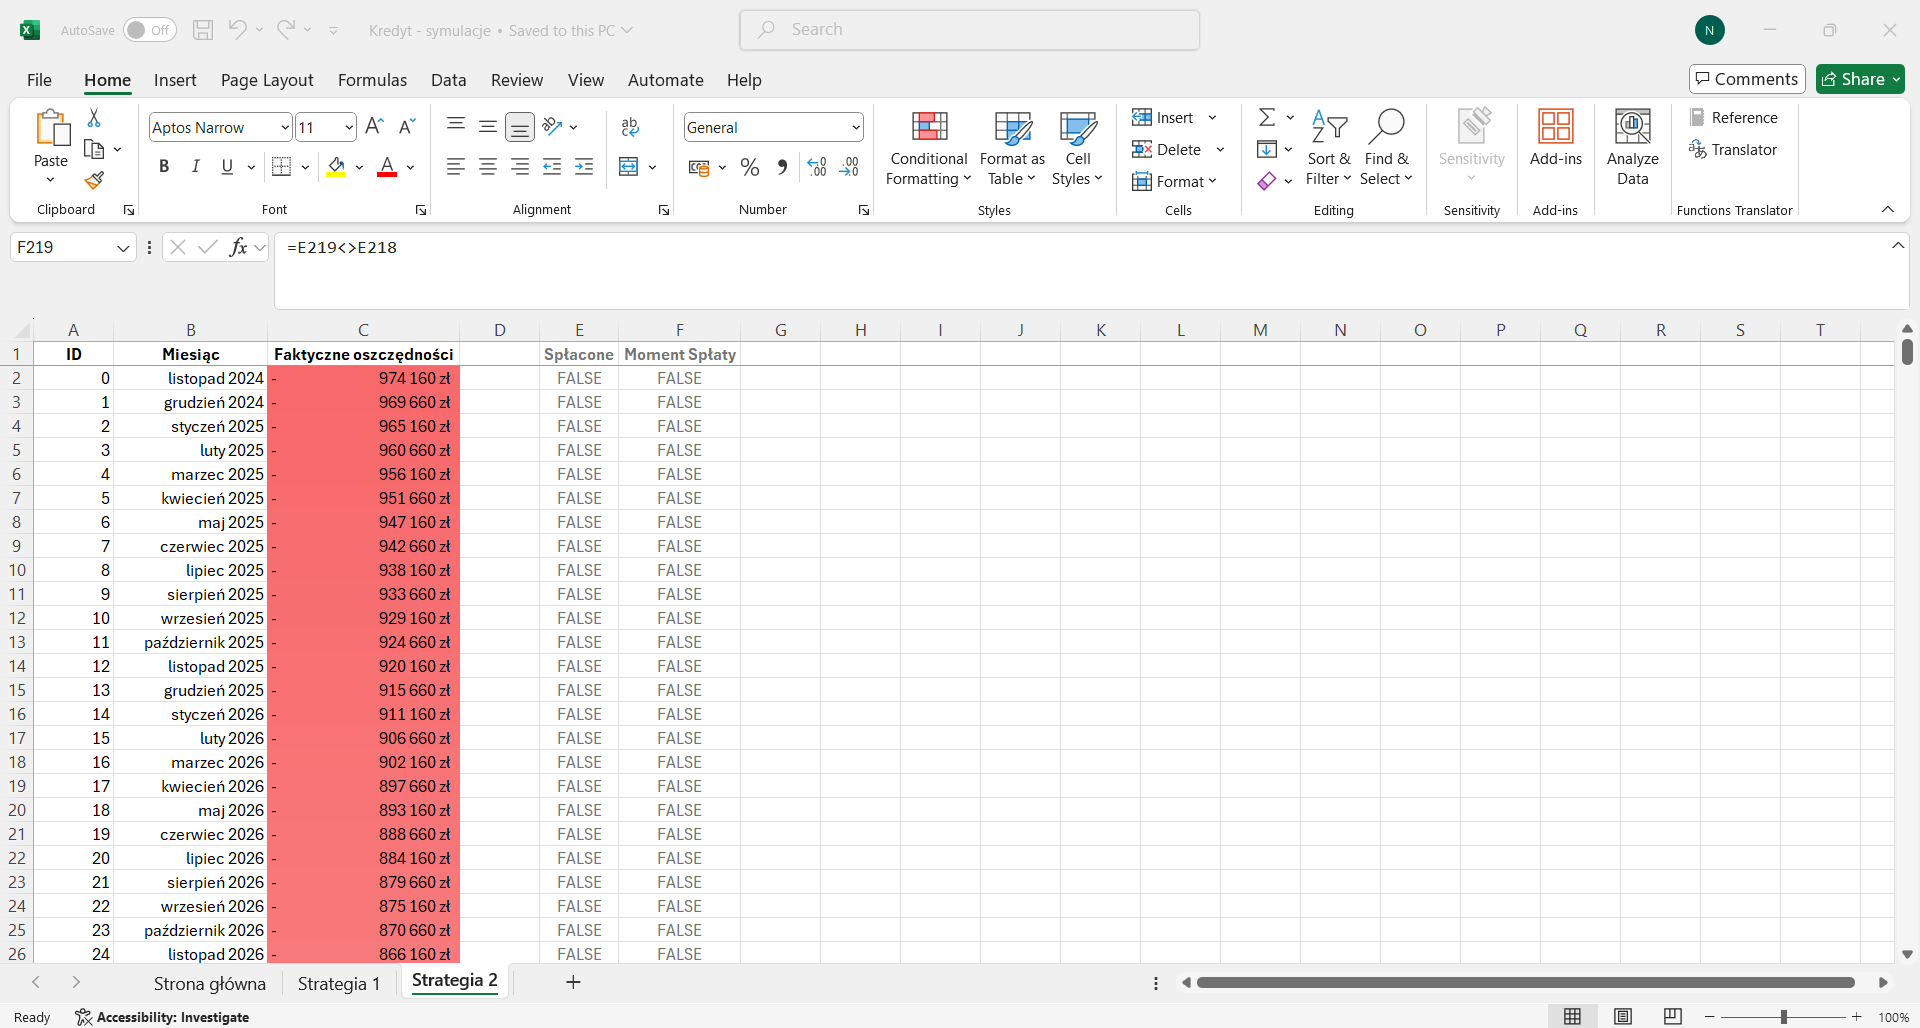 AutoSave Off Kredyt - symulacje • Saved to this PC Search N
File Home Insert Page Layout Formulas Data Review View Automate Help Comments Share
Paste
Clipboard
Aptos Narrow 11
B I U A
Font
ab
Alignment
General
% 
Number
Conditional Formatting
Format as Table
Cell Styles
Styles
Insert
Delete
Format
Cells
Sort & Filter
Find & Select
Editing
Sensitivity
Sensitivity
Add-ins
Add-ins
Analyze Data
Reference
Translator
Functions Translator
F219 fx =E219<>E218
A B C D E F G H I J K L M N O P Q R S T
1 ID Miesiąc Faktyczne oszczędności Spłacone Moment Spłaty
2 0 listopad 2024 - 974 160 zł FALSE FALSE
3 1 grudzień 2024 - 969 660 zł FALSE FALSE
4 2 styczeń 2025 - 965 160 zł FALSE FALSE
5 3 luty 2025 - 960 660 zł FALSE FALSE
6 4 marzec 2025 - 956 160 zł FALSE FALSE
7 5 kwiecień 2025 - 951 660 zł FALSE FALSE
8 6 maj 2025 - 947 160 zł FALSE FALSE
9 7 czerwiec 2025 - 942 660 zł FALSE FALSE
10 8 lipiec 2025 - 938 160 zł FALSE FALSE
11 9 sierpień 2025 - 933 660 zł FALSE FALSE
12 10 wrzesień 2025 - 929 160 zł FALSE FALSE
13 11 październik 2025 - 924 660 zł FALSE FALSE
14 12 listopad 2025 - 920 160 zł FALSE FALSE
15 13 grudzień 2025 - 915 660 zł FALSE FALSE
16 14 styczeń 2026 - 911 160 zł FALSE FALSE
17 15 luty 2026 - 906 660 zł FALSE FALSE
18 16 marzec 2026 - 902 160 zł FALSE FALSE
19 17 kwiecień 2026 - 897 660 zł FALSE FALSE
20 18 maj 2026 - 893 160 zł FALSE FALSE
21 19 czerwiec 2026 - 888 660 zł FALSE FALSE
22 20 lipiec 2026 - 884 160 zł FALSE FALSE
23 21 sierpień 2026 - 879 660 zł FALSE FALSE
24 22 wrzesień 2026 - 875 160 zł FALSE FALSE
25 23 październik 2026 - 870 660 zł FALSE FALSE
26 24 listopad 2026 - 866 160 zł FALSE FALSE
Strona główna Strategia 1 Strategia 2
Ready Accessibility: Investigate 100%